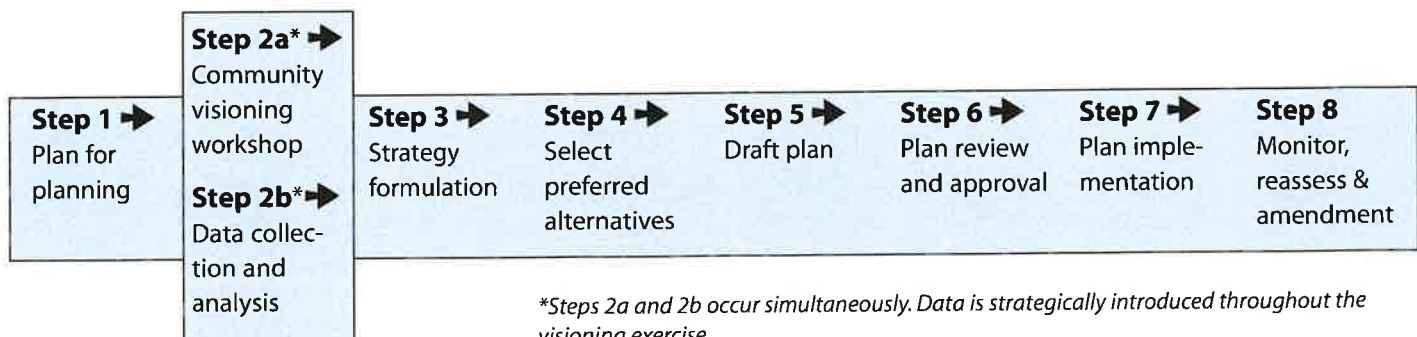 Step 1 ➔
Plan for
planning
Step 2a* ➔
Community
visioning
workshop
Step 2b* ➔
Data collec-
tion and
analysis
Step 3 ➔
Strategy
formulation
Step 4 ➔
Select
preferred
alternatives
Step 5 ➔
Draft plan
Step 6 ➔
Plan review
and approval
Step 7 ➔
Plan imple-
mentation
Step 8
Monitor,
reassess &
amendment
*Steps 2a and 2b occur simultaneously. Data is strategically introduced throughout the
visioning exercise